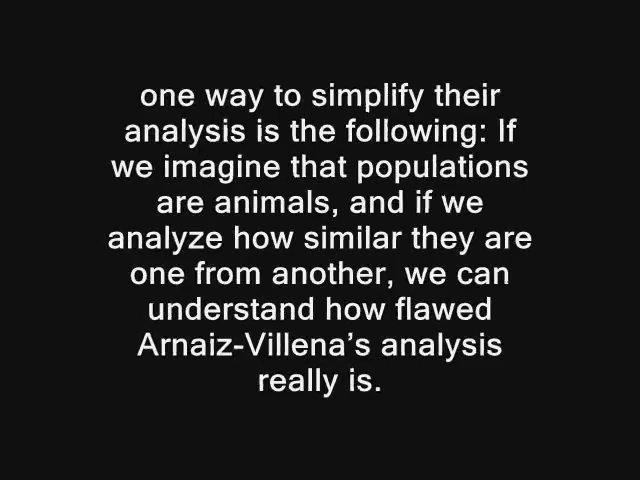 one way to simplify their
analysis is the following: If
we imagine that populations
are animals, and if we
analyze how similar they are
one from another, we can
understand how flawed
Arnaiz-Villena’s analysis
really is.